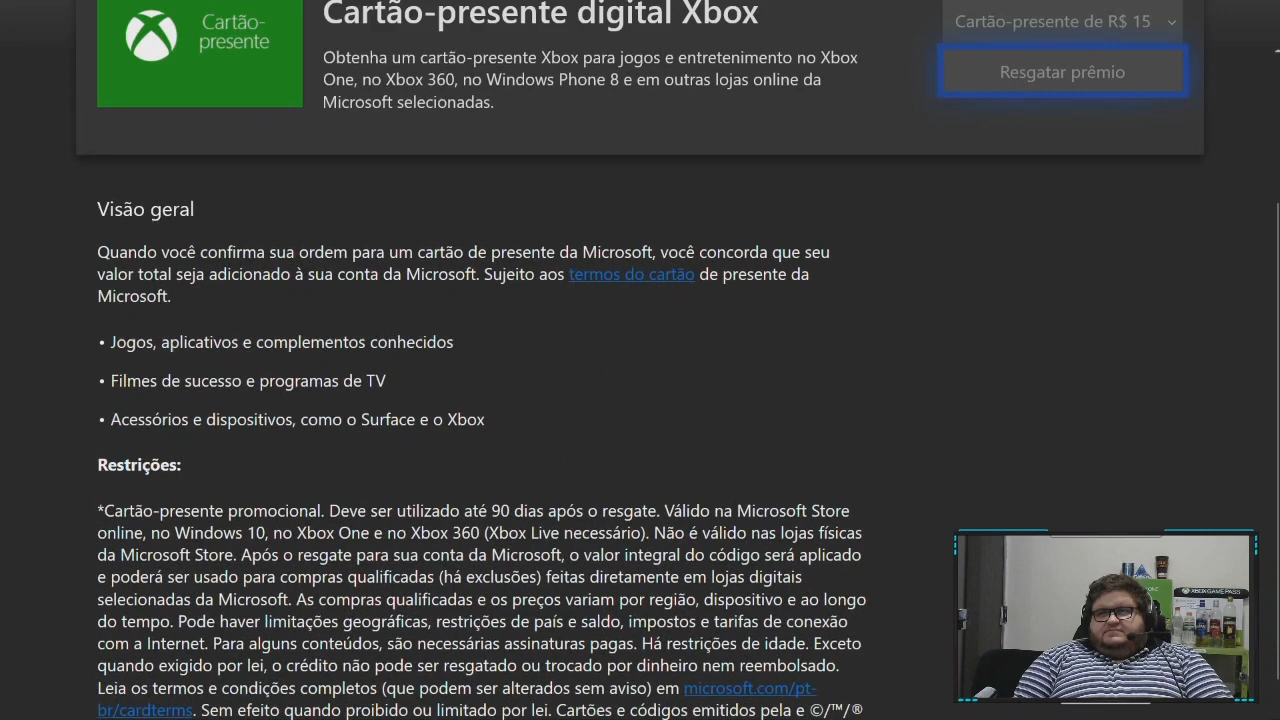 Cartão-
presente
Cartão-presente digital Xbox
Obtenha um cartão-presente Xbox para jogos e entretenimento no Xbox
One, no Xbox 360, no Windows Phone 8 e em outras lojas online da
Microsoft selecionadas.
Cartão-presente de R$ 15
Resgatar prêmio
Visão geral
Quando você confirma sua ordem para um cartão de presente da Microsoft, você concorda que seu
valor total seja adicionado à sua conta da Microsoft. Sujeito aos termos do cartão de presente da
Microsoft.
• Jogos, aplicativos e complementos conhecidos
• Filmes de sucesso e programas de TV
• Acessórios e dispositivos, como o Surface e o Xbox
Restrições:
*Cartão-presente promocional. Deve ser utilizado até 90 dias após o resgate. Válido na Microsoft Store
online, no Windows 10, no Xbox One e no Xbox 360 (Xbox Live necessário). Não é válido nas lojas físicas
da Microsoft Store. Após o resgate para sua conta da Microsoft, o valor integral do código será aplicado
e poderá ser usado para compras qualificadas (há exclusões) feitas diretamente em lojas digitais
selecionadas da Microsoft. As compras qualificadas e os preços variam por região, dispositivo e ao longo
do tempo. Pode haver limitações geográficas, restrições de país e saldo, impostos e tarifas de conexão
com a Internet. Para alguns conteúdos, são necessárias assinaturas pagas. Há restrições de idade. Exceto
quando exigido por lei, o crédito não pode ser resgatado ou trocado por dinheiro nem reembolsado.
Leia os termos e condições completos (que podem ser alterados sem aviso) em microsoft.com/pt-
br/cardterms. Sem efeito quando proibido ou limitado por lei. Cartões e códigos emitidos pela e ©/™/®
XBOX GAME PASS